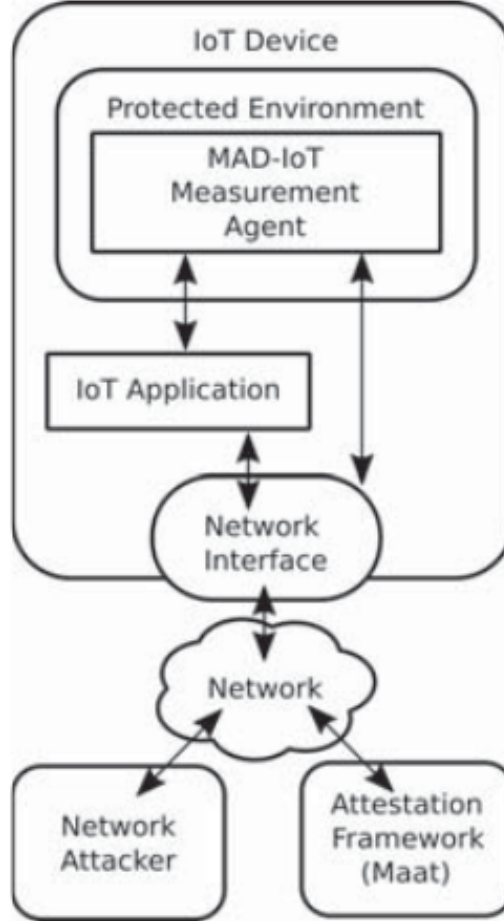 IoT Device
Protected Environment
MAD-IoT
Measurement
Agent
IoT Application
Network
Interface
Network
Network
Attacker
Attestation
Framework
(Maat)